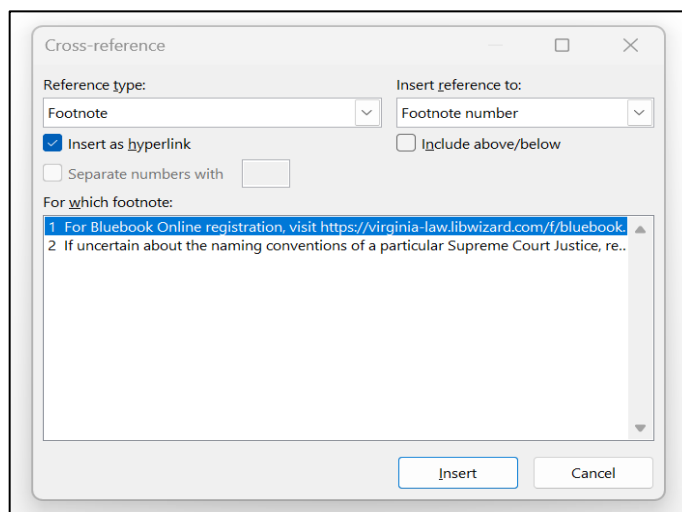 Cross-reference
Reference type:
Insert reference to:
Footnote
Footnote number
Insert as hyperlink
Include above/below
Separate numbers with
For which footnote:
1 For Bluebook Online registration, visit https://virginia-law.libwizard.com/f/bluebook.
2 If uncertain about the naming conventions of a particular Supreme Court Justice, re..
Insert
Cancel